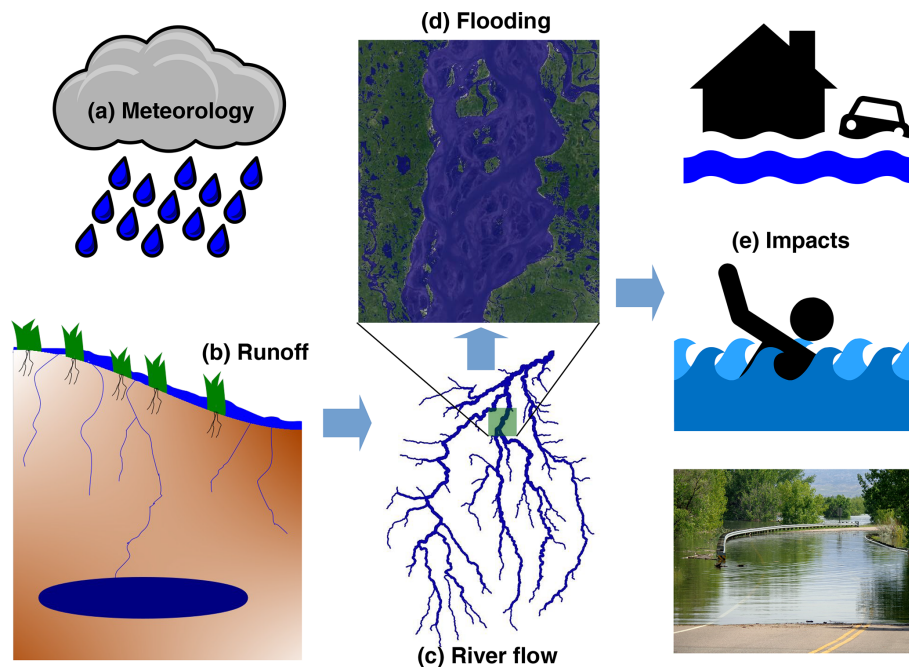 (a) Meteorology
(b) Runoff
(c) River flow
(d) Flooding
(e) Impacts